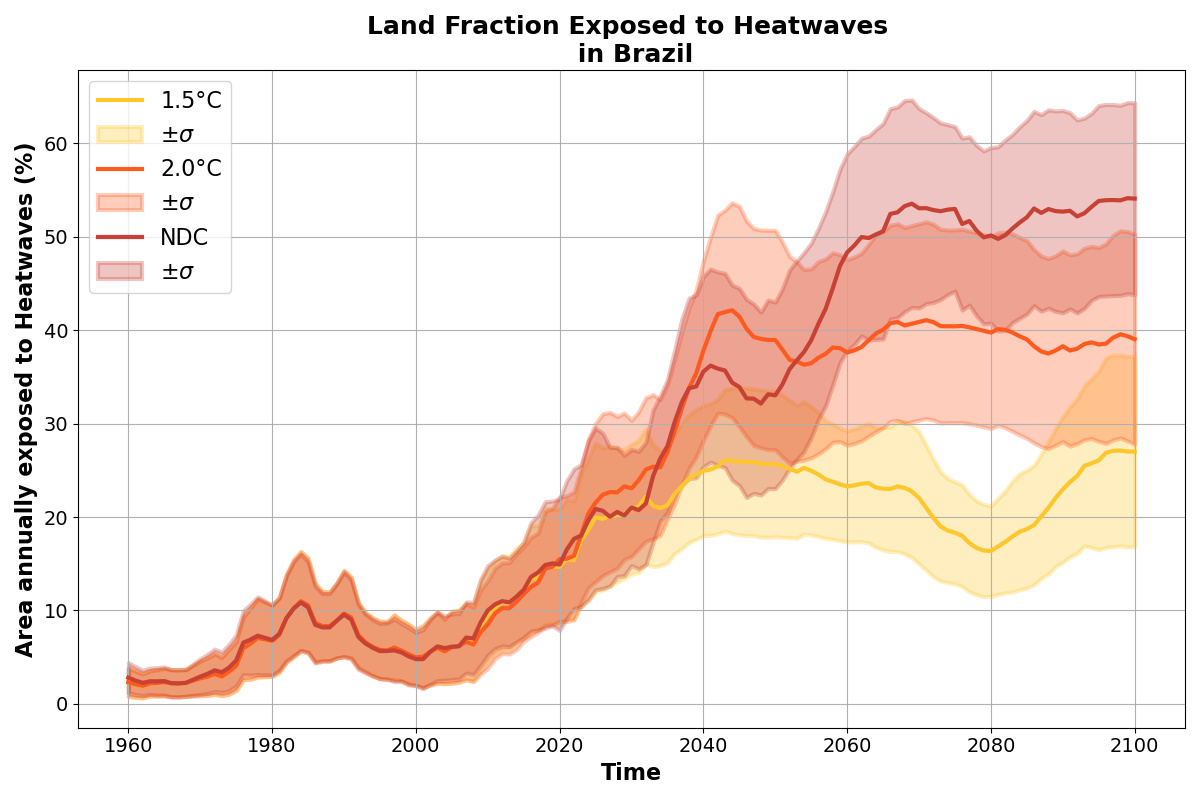 Land Fraction Exposed to Heatwaves
in Brazil
1.5°C
±σ
2.0°C
±σ
NDC
±σ
Area annually exposed to Heatwaves (%)
60
50
40
30
20
10
0
1960 1980 2000 2020 2040 2060 2080 2100
Time